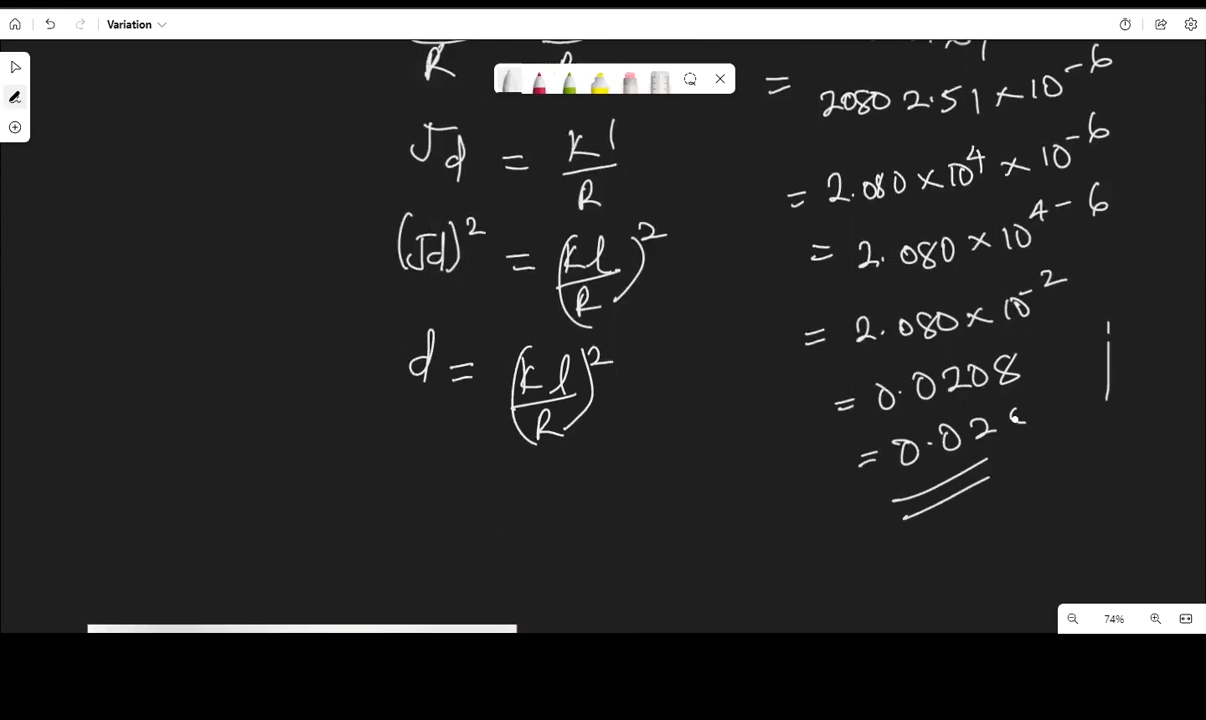 Variation
R
√d = kl/R
(√d)² = (kl/R)²
d = (kl/R)²
= 20802.51 × 10⁻⁶
= 2.080 × 10⁴ × 10⁻⁶
= 2.080 × 10⁴⁻⁶
= 2.080 × 10⁻²
= 0.0208
= 0.02
74%